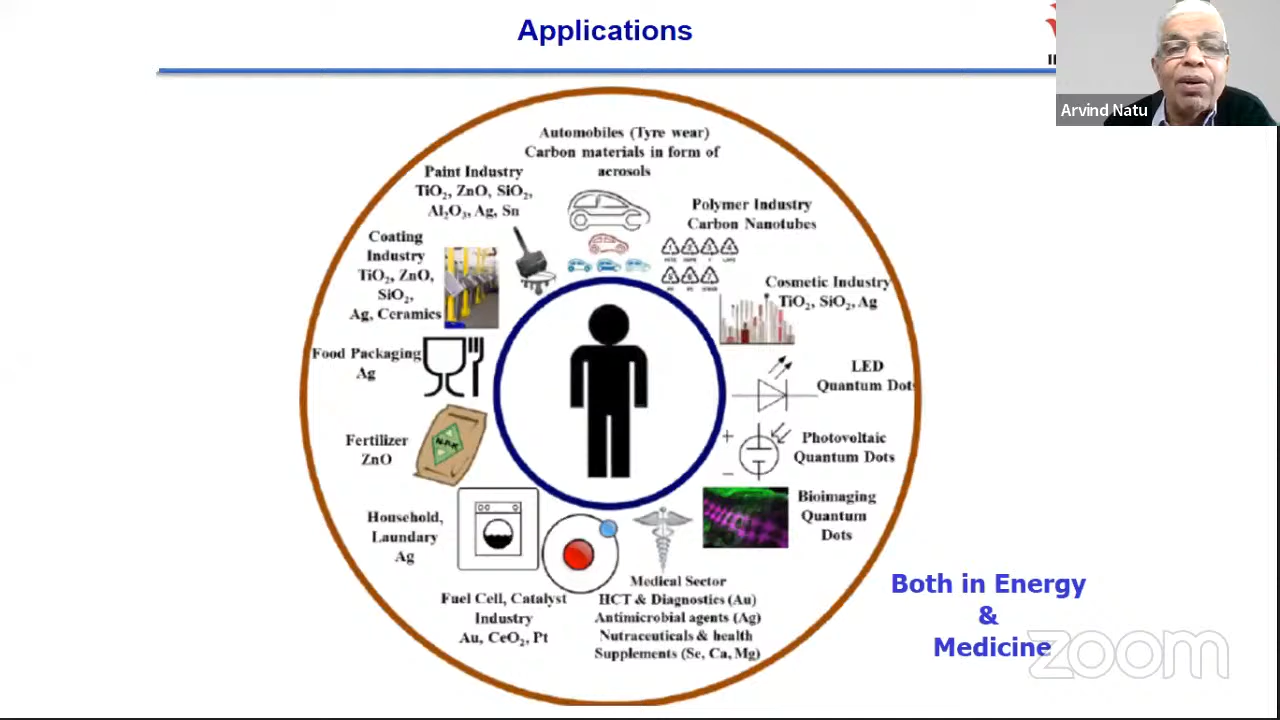 Applications
Arvind Natu
Automobiles (Tyre wear)
Carbon materials in form of
aerosols
Paint Industry
TiO₂, ZnO, SiO₂,
Al₂O₃, Ag, Sn
Polymer Industry
Carbon Nanotubes
Coating
Industry
TiO₂, ZnO,
SiO₂,
Ag, Ceramics
Cosmetic Industry
TiO₂, SiO₂, Ag
Food Packaging
Ag
LED
Quantum Dots
Fertilizer
ZnO
N.P.K
Photovoltaic
Quantum Dots
Bioimaging
Quantum
Dots
Household,
Laundary
Ag
Fuel Cell, Catalyst
Industry
Au, CeO₂, Pt
Medical Sector
HCT & Diagnostics (Au)
Antimicrobial agents (Ag)
Nutraceuticals & health
Supplements (Se, Ca, Mg)
Both in Energy
&
Medicine
zoom